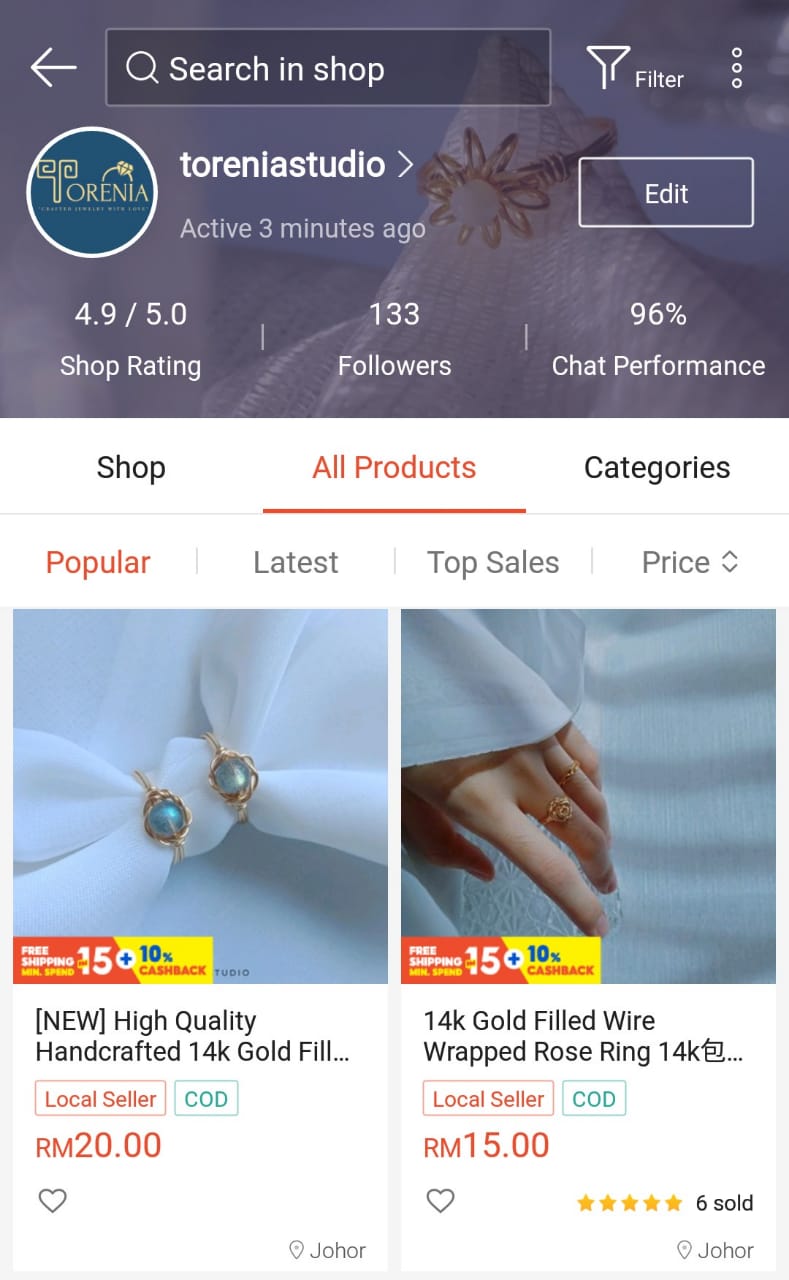 Search in shop
Filter
TORENIA
"CRAFTED JEWELRY WITH LOVE"
toreniastudio
Active 3 minutes ago
Edit
4.9 / 5.0
133
96%
Shop Rating
Followers
Chat Performance
Shop
All Products
Categories
Popular
Latest
Top Sales
Price
FREE
SHIPPING
MIN. SPEND
RM15 + 10%
CASHBACK
TUDIO
[NEW] High Quality
Handcrafted 14k Gold Fill...
Local Seller
COD
RM20.00
Johor
FREE
SHIPPING
MIN. SPEND
RM15 + 10%
CASHBACK
14k Gold Filled Wire
Wrapped Rose Ring 14k包...
Local Seller
COD
RM15.00
6 sold
Johor